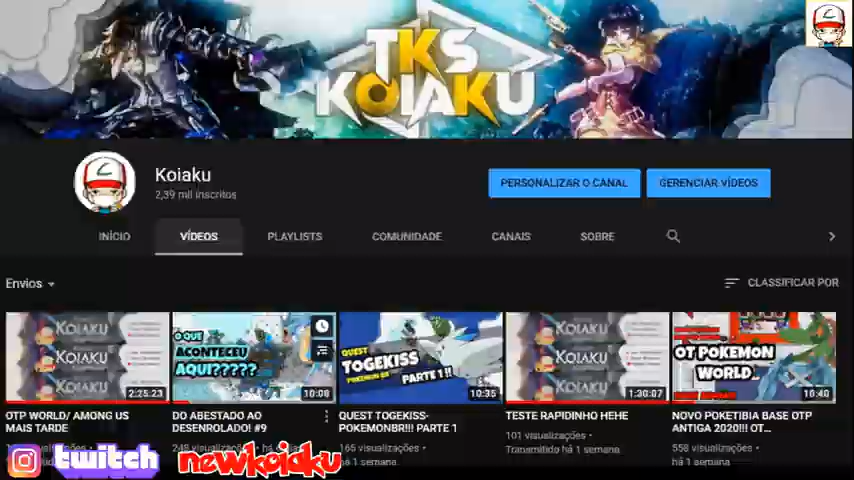 TKS
KOIAKU
Koiaku
2,39 mil inscritos
PERSONALIZAR O CANAL
GERENCIAR VÍDEOS
INÍCIO
VÍDEOS
PLAYLISTS
COMUNIDADE
CANAIS
SOBRE
Envios
CLASSIFICAR POR
KOIAKU
KOIAKU
KOIAKU
2:25:23
OTP WORLD/ AMONG US
MAIS TARDE
O QUE
ACONTECEU
AQUI?????
10:08
DO ABESTADO AO
DESENROLADO! #9
248 visualizações • há
QUEST
TOGEKISS
POKEMON BR
PARTE 1!!
10:35
QUEST TOGEKISS-
POKEMONBR!!! PARTE 1
165 visualizações •
há 1 semana
KOIAKU
KOIAKU
KOIAKU
1:30:07
TESTE RAPIDINHO HEHE
101 visualizações •
Transmitido há 1 semana
OT POKEMON
WORLD..
16:40
NOVO POKETIBIA BASE OTP
ANTIGA 2020!!! OT...
558 visualizações •
há 1 semana
twitch
newkoiaku